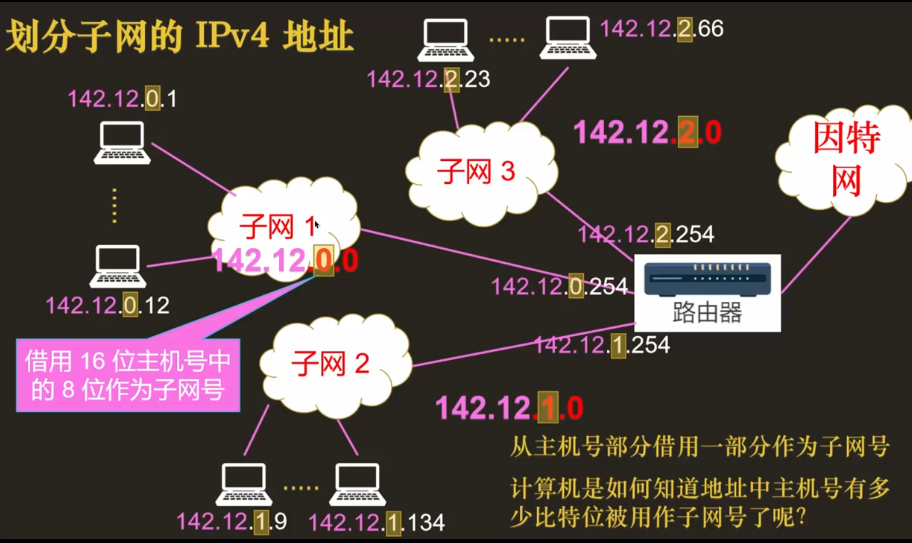 划分子网的 IPv4 地址
142.12.2.66
142.12.2.23
142.12.0.1
142.12.2.0
因特
网
子网 3
子网 1
142.12.2.254
142.12.0.0
142.12.0.254
142.12.0.12
路由器
142.12.1.254
借用 16 位主机号中
的 8 位作为子网号
子网 2
142.12.1.0
从主机号部分借用一部分作为子网号
计算机是如何知道地址中主机号有多
少比特位被用作子网号了呢?
142.12.1.9
142.12.1.134